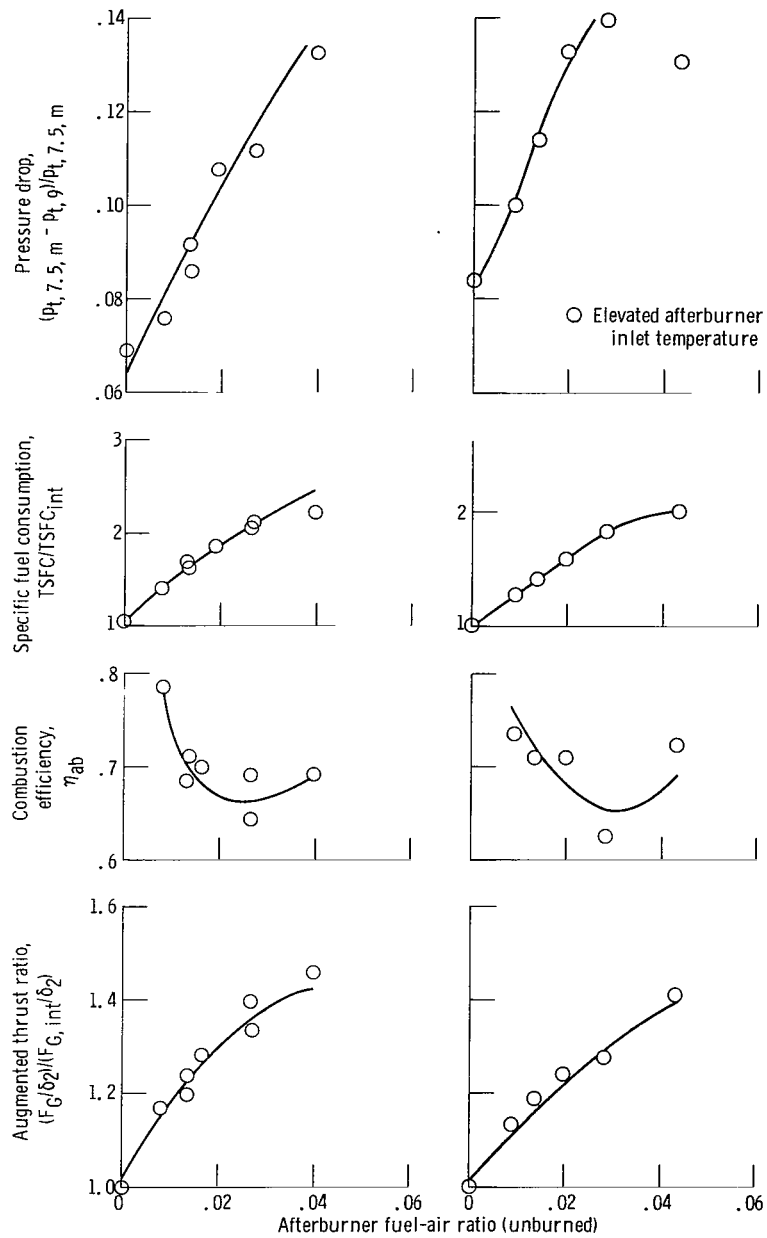 .14
.12
.10
.08
.06
Pressure drop,
(pt, 7.5, m - pt, 9)/pt, 7.5, m
Elevated afterburner
inlet temperature
3
2
1
Specific fuel consumption,
TSFC/TSFCint
2
1
.8
.7
.6
Combustion
efficiency,
ηab
1.6
1.4
1.2
1.0
Augmented thrust ratio,
(FG/δ2)/(FG, int/δ2)
0
.02
.04
.06
0
.02
.04
.06
Afterburner fuel-air ratio (unburned)